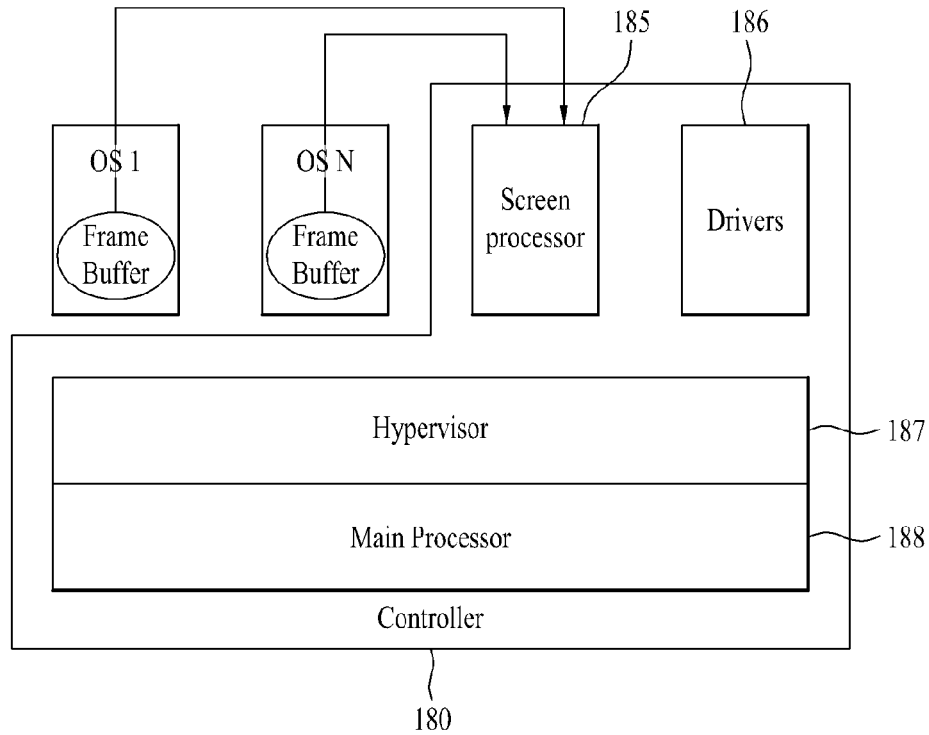 185
186
OS 1
OS N
Frame
Buffer
Frame
Buffer
Screen
processor
Drivers
Hypervisor
187
Main Processor
188
Controller
180